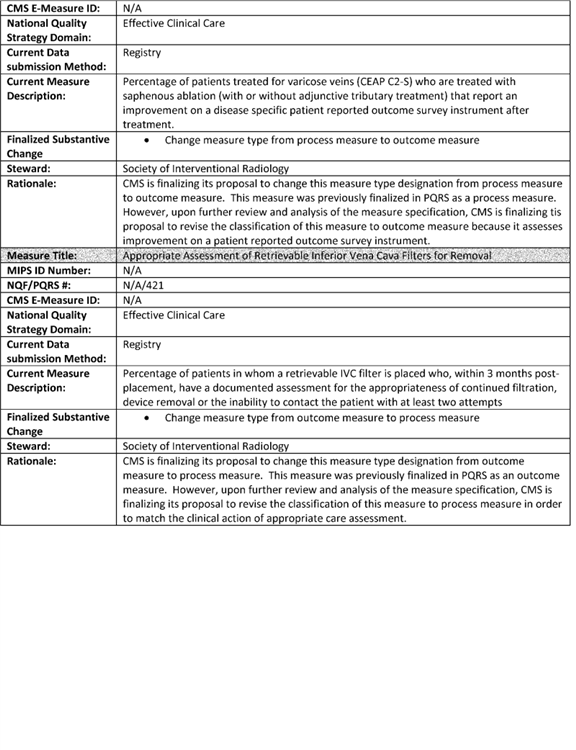 CMS E-Measure ID: N/A
National Quality Effective Clinical Care
Strategy Domain:
Current Data Registry
submission Method:
Current Measure Percentage of patients treated for varicose veins (CEAP C2-S) who are treated with
Description: saphenous ablation (with or without adjunctive tributary treatment) that report an
improvement on a disease specific patient reported outcome survey instrument after
treatment.
Finalized Substantive • Change measure type from process measure to outcome measure
Change
Steward: Society of Interventional Radiology
Rationale: CMS is finalizing its proposal to change this measure type designation from process measure
to outcome measure. This measure was previously finalized in PQRS as a process measure.
However, upon further review and analysis of the measure specification, CMS is finalizing tis
proposal to revise the classification of this measure to outcome measure because it assesses
improvement on a patient reported outcome survey instrument.
Measure Title: Appropriate Assessment of Retrievable Inferior Vena Cava Filters for Removal
MIPS ID Number: N/A
NQF/PQRS #: N/A/421
CMS E-Measure ID: N/A
National Quality Effective Clinical Care
Strategy Domain:
Current Data Registry
submission Method:
Current Measure Percentage of patients in whom a retrievable IVC filter is placed who, within 3 months post-
Description: placement, have a documented assessment for the appropriateness of continued filtration,
device removal or the inability to contact the patient with at least two attempts
Finalized Substantive • Change measure type from outcome measure to process measure
Change
Steward: Society of Interventional Radiology
Rationale: CMS is finalizing its proposal to change this measure type designation from outcome
measure to process measure. This measure was previously finalized in PQRS as an outcome
measure. However, upon further review and analysis of the measure specification, CMS is
finalizing its proposal to revise the classification of this measure to process measure in order
to match the clinical action of appropriate care assessment.